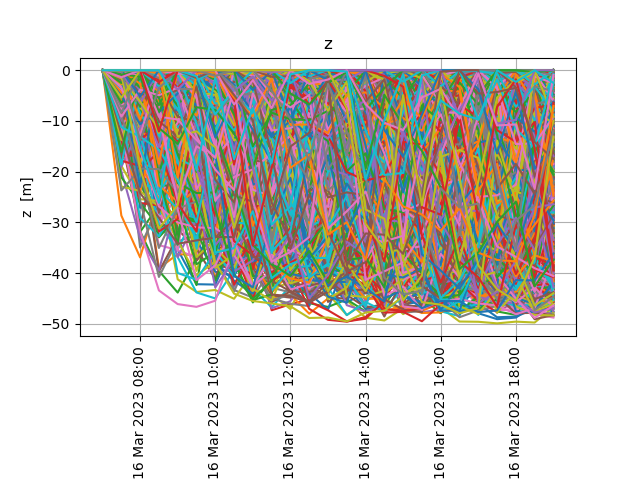 z
0
−10
−20
−30
−40
−50
z [m]
16 Mar 2023 08:00
16 Mar 2023 10:00
16 Mar 2023 12:00
16 Mar 2023 14:00
16 Mar 2023 16:00
16 Mar 2023 18:00